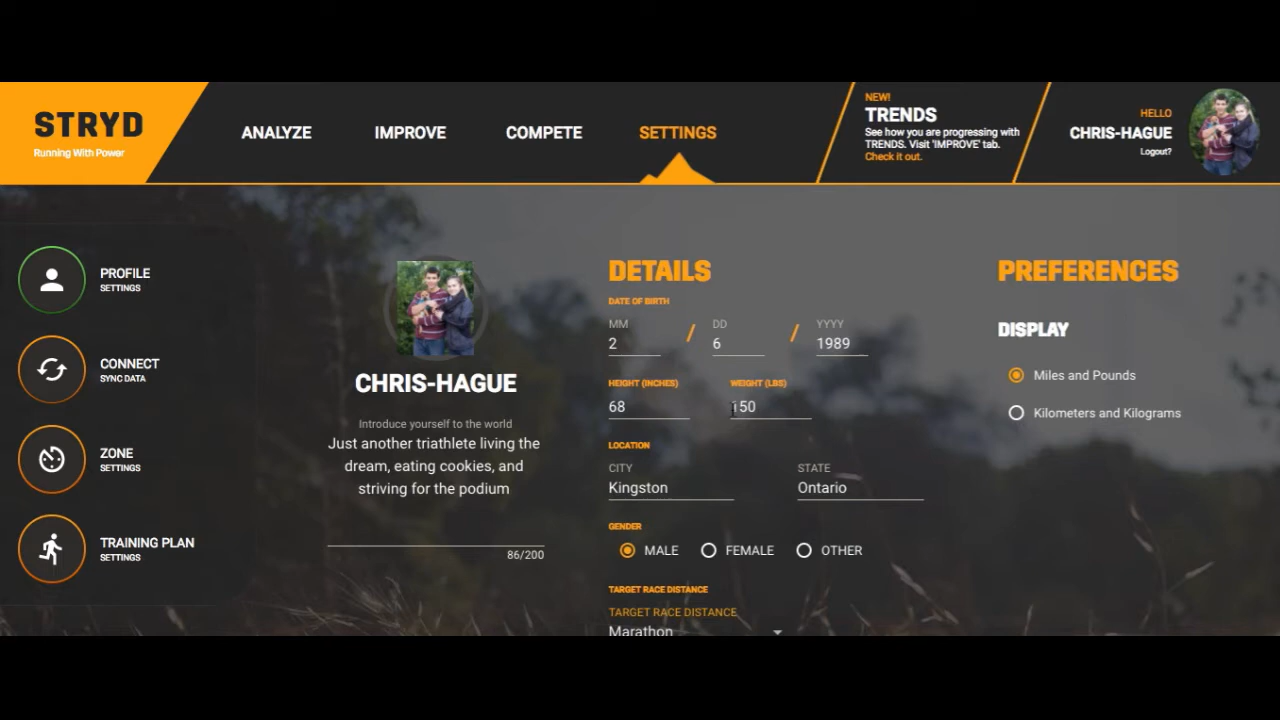 STRYD
Running With Power
ANALYZE
IMPROVE
COMPETE
SETTINGS
NEW!
TRENDS
See how you are progressing with
TRENDS. Visit 'IMPROVE' tab.
Check it out.
HELLO
CHRIS-HAGUE
Logout?
PROFILE
SETTINGS
CONNECT
SYNC DATA
ZONE
SETTINGS
TRAINING PLAN
SETTINGS
CHRIS-HAGUE
Introduce yourself to the world
Just another triathlete living the
dream, eating cookies, and
striving for the podium
86/200
DETAILS
DATE OF BIRTH
MM
DD
YYYY
2 / 6 / 1989
HEIGHT (INCHES)
WEIGHT (LBS)
68
150
LOCATION
CITY
STATE
Kingston
Ontario
GENDER
MALE
FEMALE
OTHER
TARGET RACE DISTANCE
TARGET RACE DISTANCE
Marathon
PREFERENCES
DISPLAY
Miles and Pounds
Kilometers and Kilograms